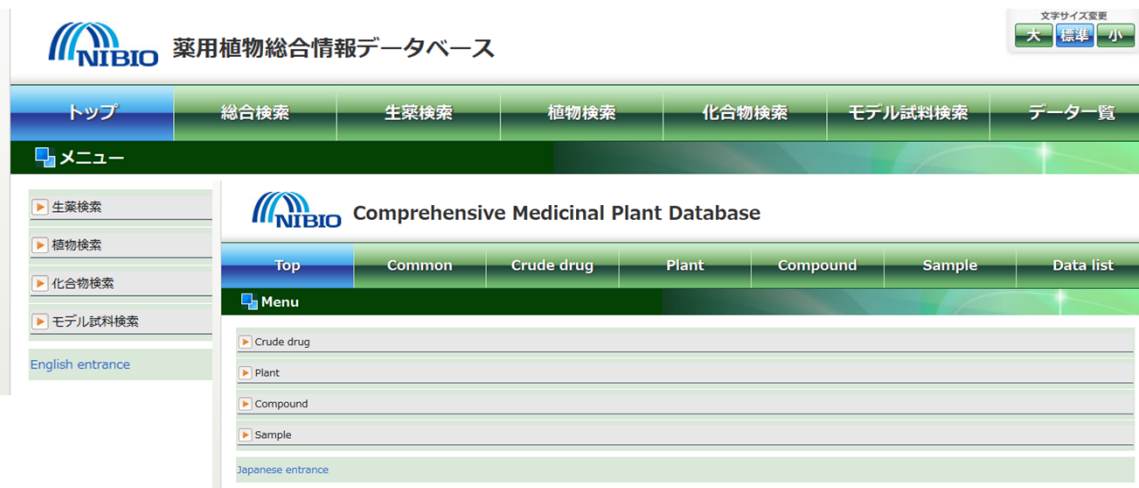 文字サイズ変更
大 標準 小
NIBIO 薬用植物総合情報データベース
トップ 総合検索 生薬検索 植物検索 化合物検索 モデル試料検索 データ一覧
メニュー
生薬検索
植物検索
化合物検索
モデル試料検索
English entrance
NIBIO Comprehensive Medicinal Plant Database
Top Common Crude drug Plant Compound Sample Data list
Menu
Crude drug
Plant
Compound
Sample
Japanese entrance